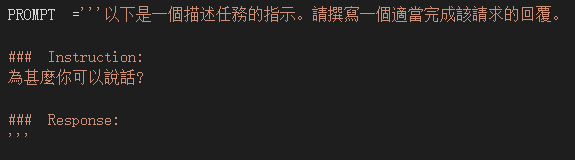 PROMPT ='''以下是一個描述任務的指示。請撰寫一個適當完成該請求的回覆。
### Instruction:
為甚麼你可以說話?
### Response:
'''